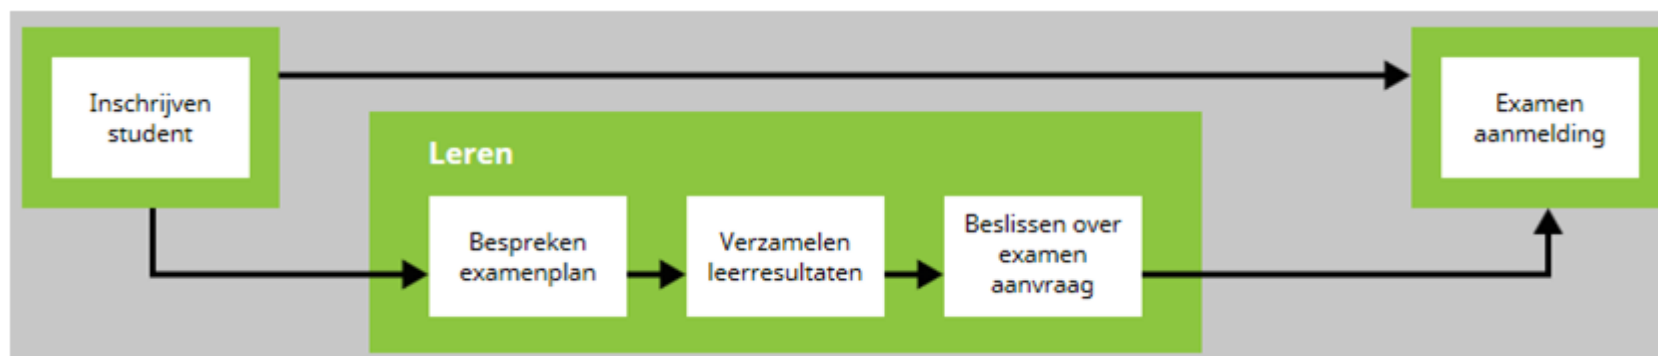 Inschrijven
student
Leren
Bespreken
examenplan
Verzamelen
leerresultaten
Beslissen over
examen
aanvraag
Examen
aanmelding